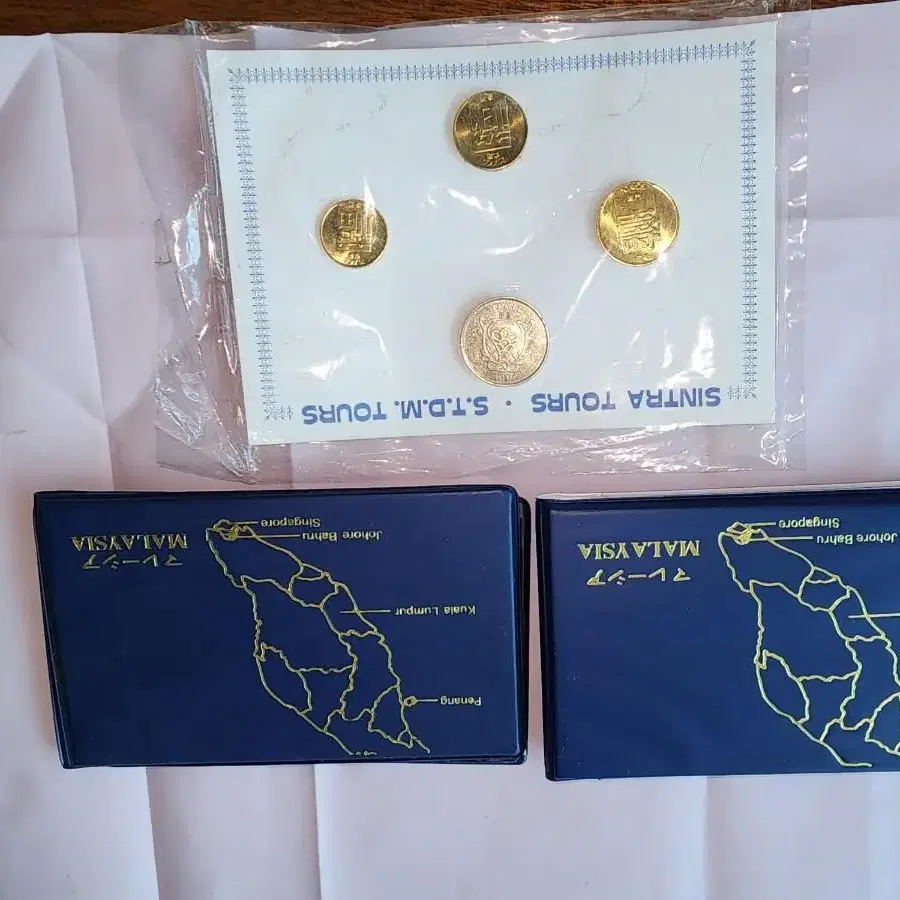 SINTRA TOURS · S.T.D.M. TOURS
Penang
Kuala Lumpur
Johore Bahru
Singapore
マレーシア
MALAYSIA
Johore Bahru
Singapore
マレーシア
MALAYSIA